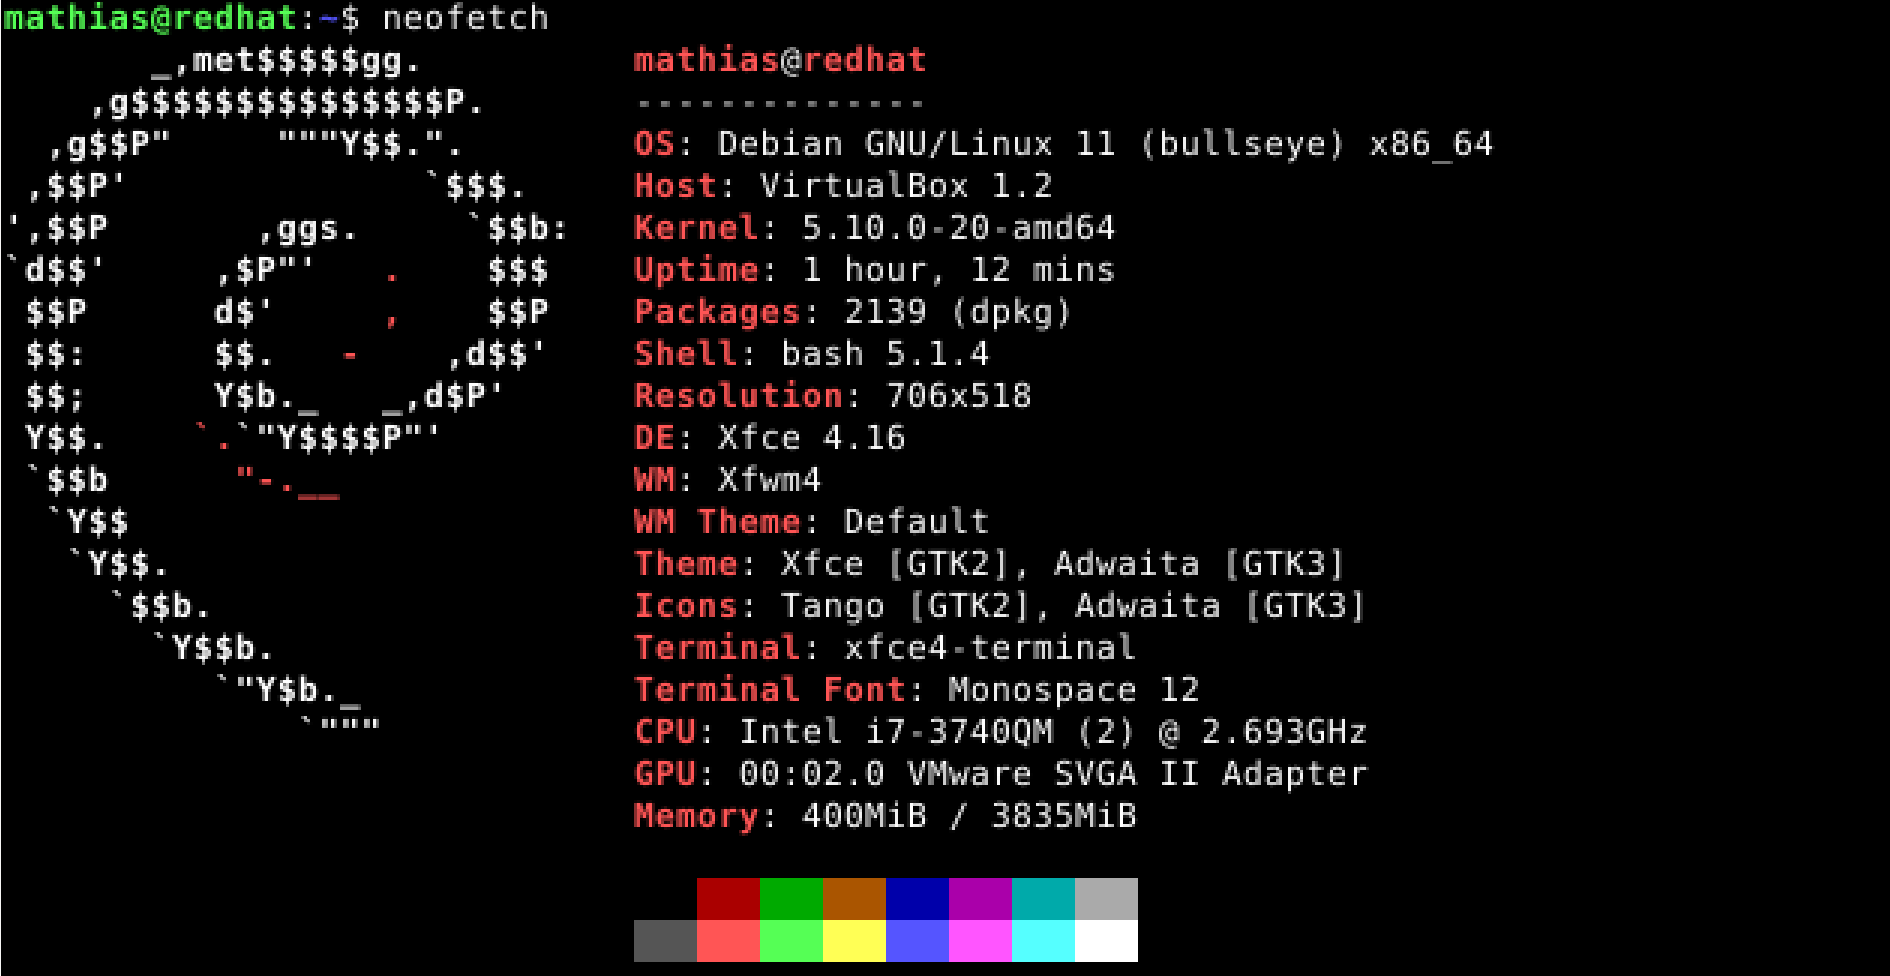 mathias@redhat:~$ neofetch
       _,met$$$$$gg.          mathias@redhat
    ,g$$$$$$$$$$$$$$$P.       --------------
  ,g$$P"     """Y$$.".        OS: Debian GNU/Linux 11 (bullseye) x86_64
 ,$$P'              `$$$.     Host: VirtualBox 1.2
',$$P       ,ggs.     `$$b:   Kernel: 5.10.0-20-amd64
`d$$'     ,$P"'   .    $$$    Uptime: 1 hour, 12 mins
 $$P      d$'     ,    $$P    Packages: 2139 (dpkg)
 $$:      $$.   -    ,d$$'    Shell: bash 5.1.4
 $$;      Y$b._   _,d$P'      Resolution: 706x518
 Y$$.    `.`"Y$$$$P"'         DE: Xfce 4.16
 `$$b      "-.__              WM: Xfwm4
  `Y$$                        WM Theme: Default
   `Y$$.                      Theme: Xfce [GTK2], Adwaita [GTK3]
     `$$b.                    Icons: Tango [GTK2], Adwaita [GTK3]
       `Y$$b.                 Terminal: xfce4-terminal
          `"Y$b._             Terminal Font: Monospace 12
              `"""            CPU: Intel i7-3740QM (2) @ 2.693GHz
                              GPU: 00:02.0 VMware SVGA II Adapter
                              Memory: 400MiB / 3835MiB